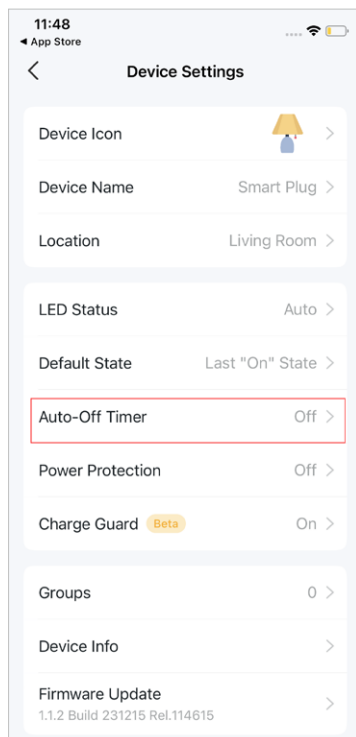 11:48
◀ App Store
Device Settings
Device Icon
Device Name Smart Plug
Location Living Room
LED Status Auto
Default State Last "On" State
Auto-Off Timer Off
Power Protection Off
Charge Guard Beta On
Groups 0
Device Info
Firmware Update
1.1.2 Build 231215 Rel.114615